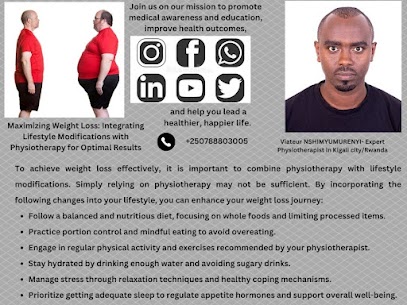 Join us on our mission to promote
medical awareness and education,
improve health outcomes,
and help you lead a
healthier, happier life.
+250788803005
Maximizing Weight Loss: Integrating
Lifestyle Modifications with
Physiotherapy for Optimal Results
Viateur NSHIMYUMURENYI- Expert
Physiotherapist in Kigali city/Rwanda
To achieve weight loss effectively, it is important to combine physiotherapy with lifestyle
modifications. Simply relying on physiotherapy may not be sufficient. By incorporating the
following changes into your lifestyle, you can enhance your weight loss journey:
• Follow a balanced and nutritious diet, focusing on whole foods and limiting processed items.
• Practice portion control and mindful eating to avoid overeating.
• Engage in regular physical activity and exercises recommended by your physiotherapist.
• Stay hydrated by drinking enough water and avoiding sugary drinks.
• Manage stress through relaxation techniques and healthy coping mechanisms.
• Prioritize getting adequate sleep to regulate appetite hormones and support overall well-being.